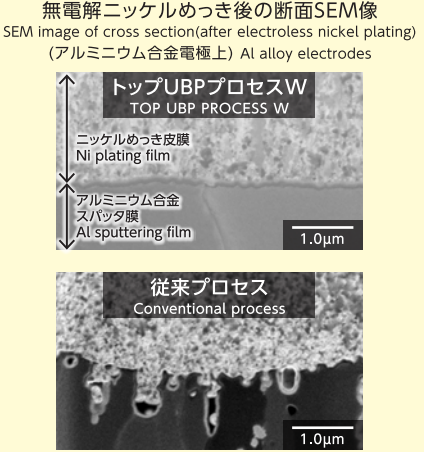 無電解ニッケルめっき後の断面SEM像
SEM image of cross section(after electroless nickel plating)
(アルミニウム合金電極上) Al alloy electrodes
トップUBPプロセスW
TOP UBP PROCESS W
ニッケルめっき皮膜
Ni plating film
アルミニウム合金
スパッタ膜
Al sputtering film
1.0μm
従来プロセス
Conventional process
1.0μm